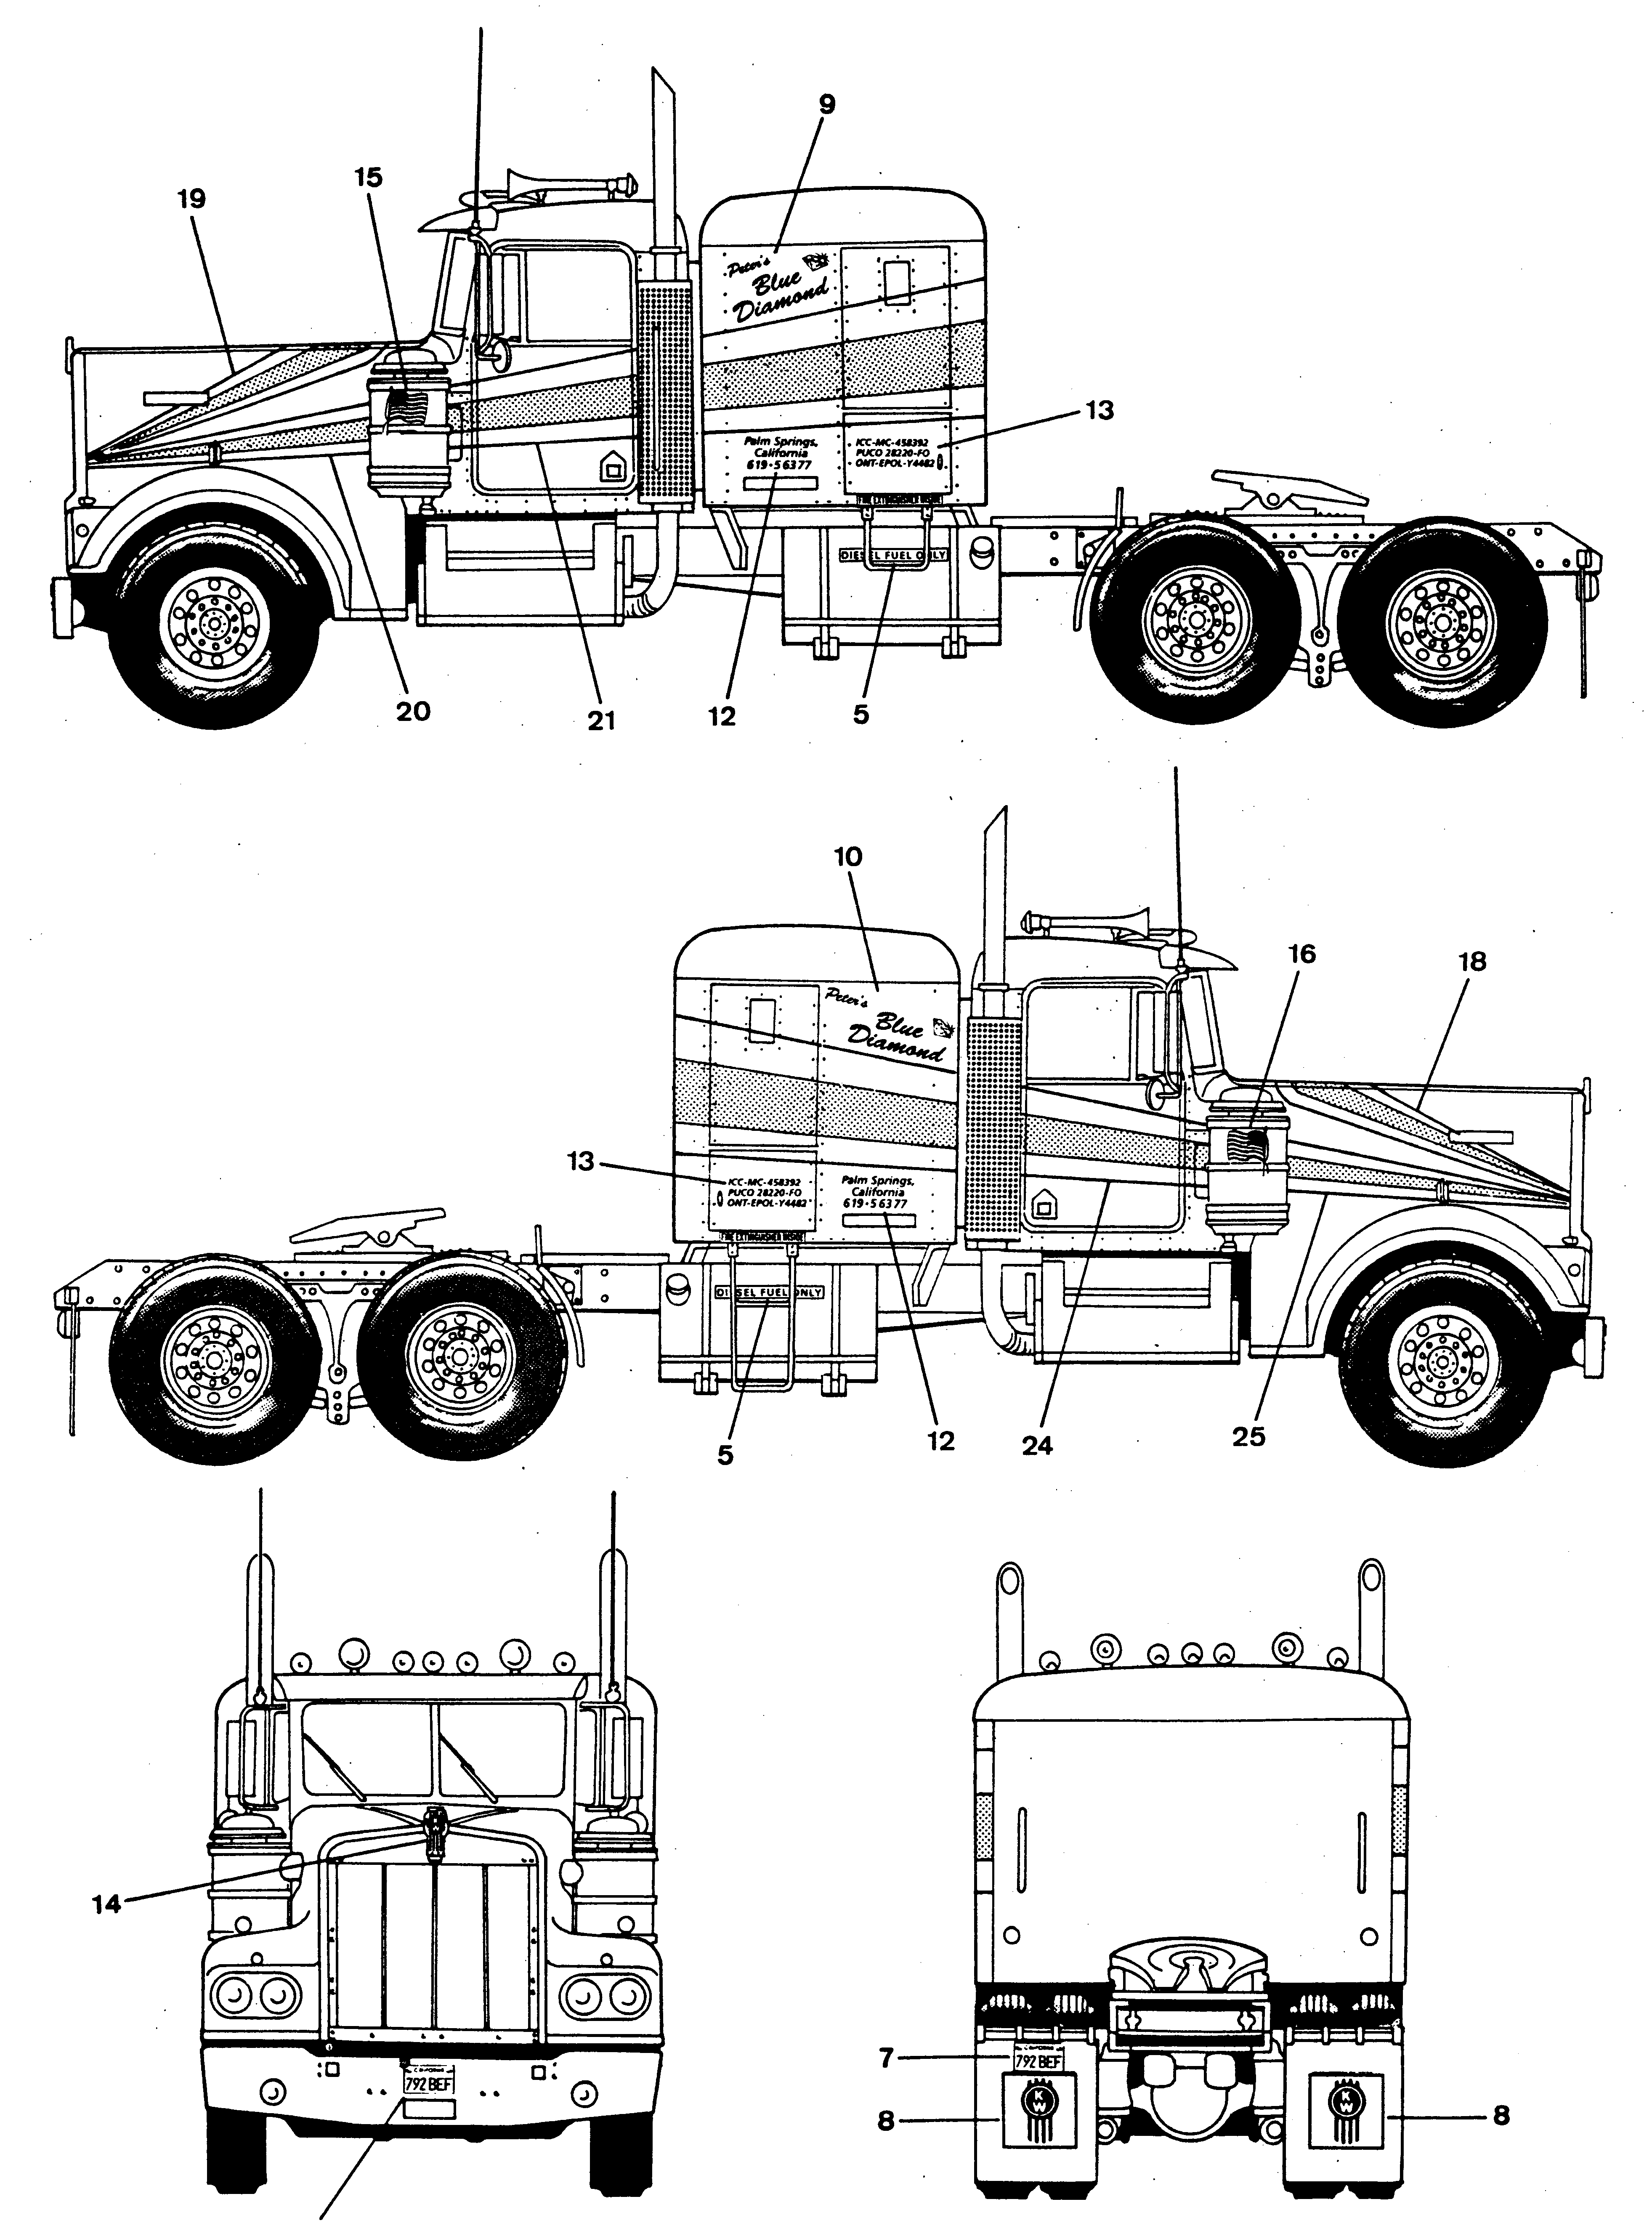 9
15
19
Peter's
Blue
Diamond
13
Palm Springs,
California
619·56377
ICC-MC-458392
PUCO 28220-FO
ONT-EPOL-Y4482
FIRE EXTINGUISHER INSIDE
DIESEL FUEL ONLY
20
21
12
5
10
16
18
Peter's
Blue
Diamond
13
ICC-MC-458392
PUCO 28220-FO
ONT-EPOL-Y4482
Palm Springs,
California
619·56377
FIRE EXTINGUISHER INSIDE
DIESEL FUEL ONLY
5
12
24
25
KW
14
CALIFORNIA
792 BEF
7
CALIFORNIA
792 BEF
8
KW
KW
8